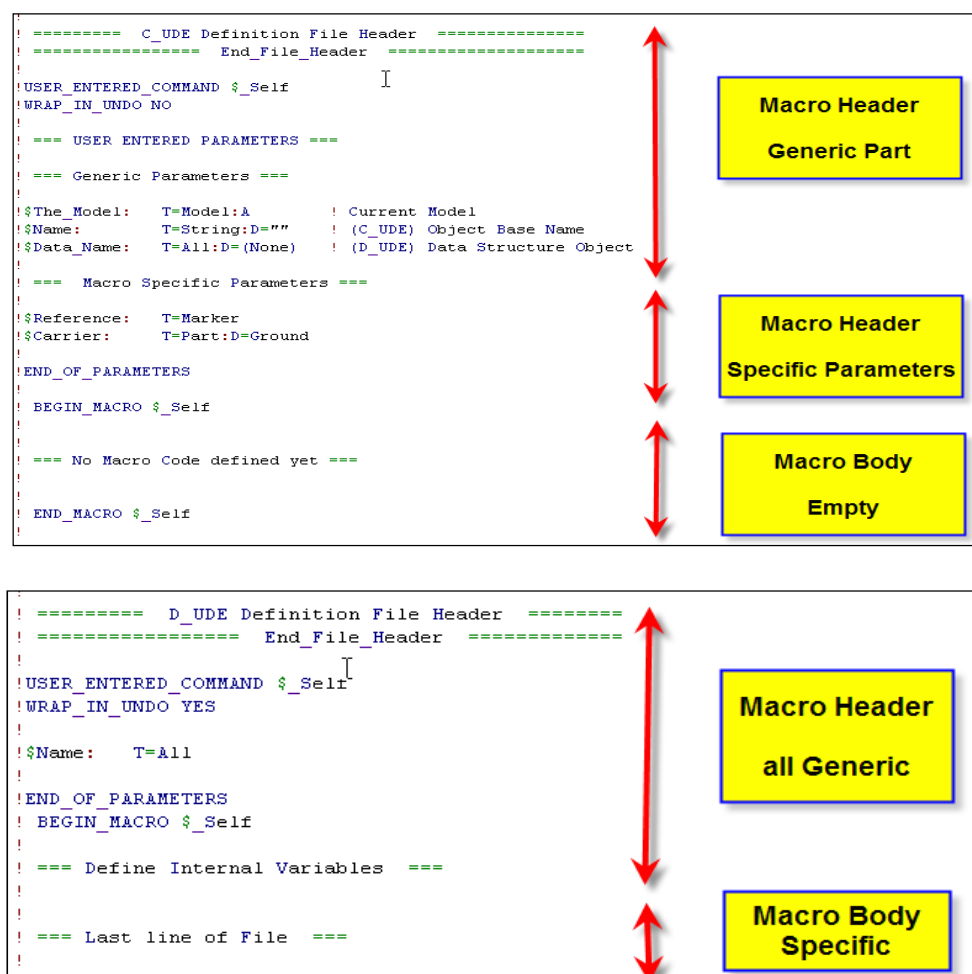 !
! ========= C_UDE Definition File Header ===============
! ================= End_File_Header ====================
!
!USER_ENTERED_COMMAND $_Self
!WRAP_IN_UNDO NO
!
! === USER ENTERED PARAMETERS ===
!
! === Generic Parameters ===
!
!$The_Model: T=Model:A ! Current Model
!$Name: T=String:D="" ! (C_UDE) Object Base Name
!$Data_Name: T=All:D=(None) ! (D_UDE) Data Structure Object
!
! === Macro Specific Parameters ===
!
!$Reference: T=Marker
!$Carrier: T=Part:D=Ground
!
!END_OF_PARAMETERS
!
! BEGIN_MACRO $_Self
!
!
! === No Macro Code defined yet ===
!
!
! END_MACRO $_Self
!
Macro Header
Generic Part
Macro Header
Specific Parameters
Macro Body
Empty
!
! ========= D_UDE Definition File Header ========
! ================= End_File_Header =============
!
!USER_ENTERED_COMMAND $_Self
!WRAP_IN_UNDO YES
!
!$Name: T=All
!
!END_OF_PARAMETERS
! BEGIN_MACRO $_Self
!
! === Define Internal Variables ===
!
!
! === Last line of File ===
!
Macro Header
all Generic
Macro Body
Specific